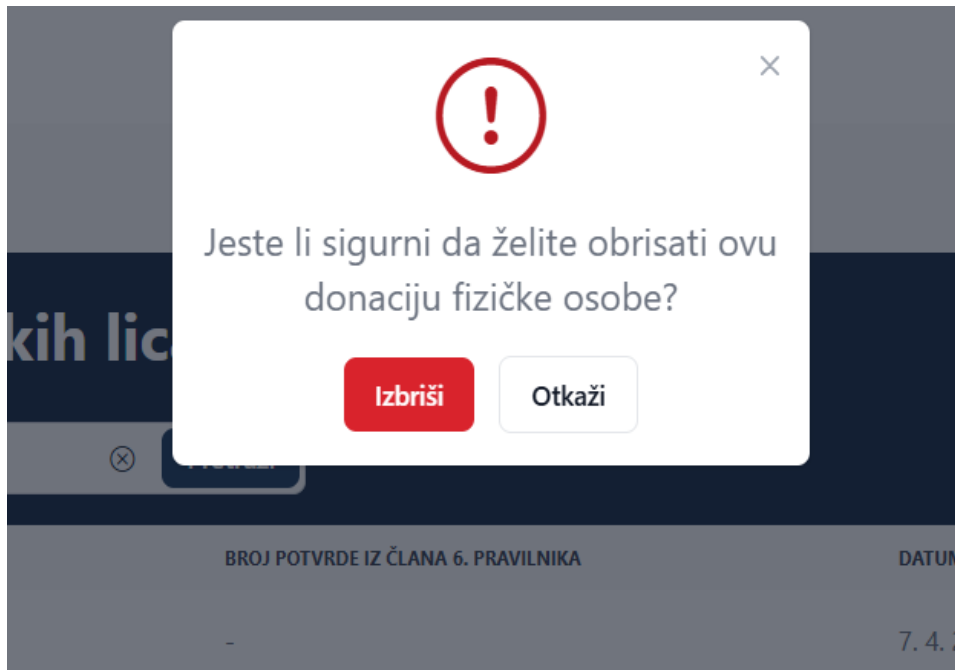 Jeste li sigurni da želite obrisati ovu
donaciju fizičke osobe?
kih lic
Izbriši Otkaži
BROJ POTVRDE IZ ČLANA 6. PRAVILNIKA DATUM
- 7. 4.